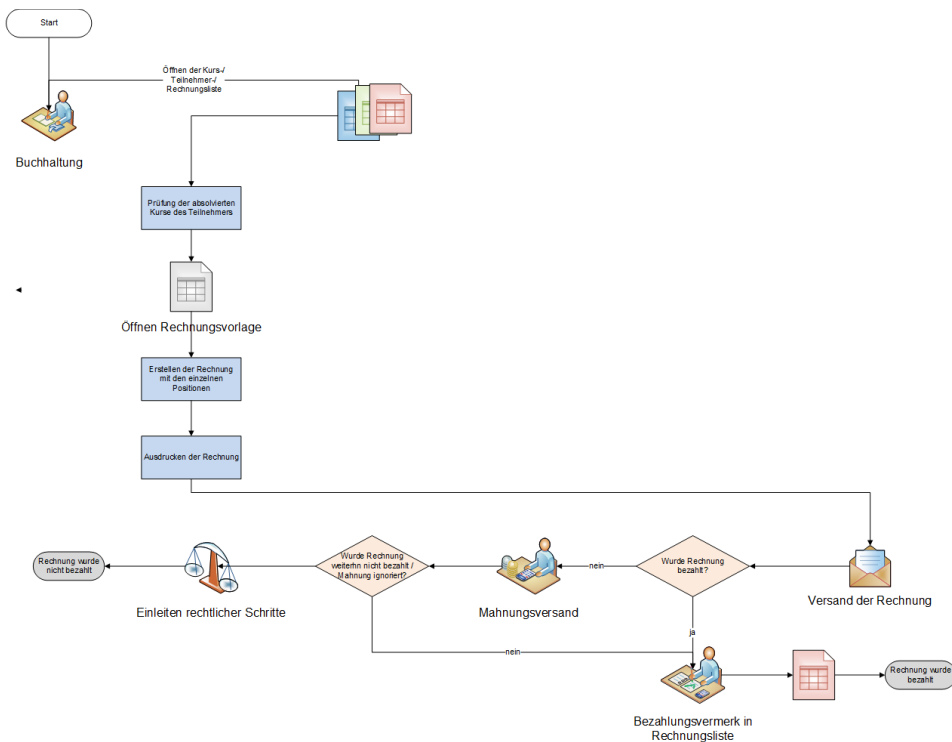 Start
Öffnen der Kurs-/
Teilnehmer-/
Rechnungsliste
Buchhaltung
Prüfung der absolvierten
Kurse des Teilnehmers
Öffnen Rechnungsvorlage
Erstellen der Rechnung
mit den einzelnen
Positionen
Ausdrucken der Rechnung
Rechnung wurde
nicht bezahlt
Einleiten rechtlicher Schritte
Wurde Rechnung
weiterhin nicht bezahlt /
Mahnung ignoriert?
Mahnungsversand
nein
Wurde Rechnung
bezahlt?
Versand der Rechnung
ja
nein
Bezahlungsvermerk in
Rechnungsliste
Rechnung wurde
bezahlt